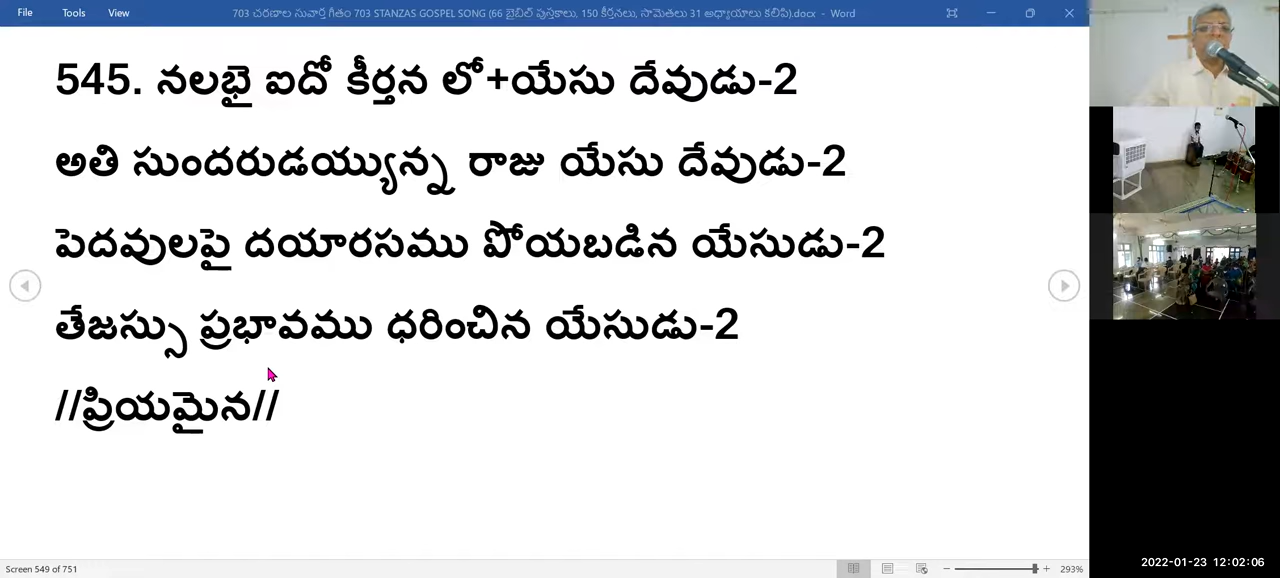 File Tools View 703 చరణాల సువార్త గీతం 703 STANZAS GOSPEL SONG (66 బైబిల్ పుస్తకాలు, 150 కీర్తనలు, సామెతలు 31 అధ్యాయాలు కలిపి).docx - Word
545. నలభై ఐదో కీర్తన లో+యేసు దేవుడు-2
అతి సుందరుడయ్యున్న రాజు యేసు దేవుడు-2
పెదవులపై దయారసము పోయబడిన యేసుడు-2
తేజస్సు ప్రభావము ధరించిన యేసుడు-2
//ప్రియమైన//
Screen 549 of 751 293%
2022-01-23 12:02:06